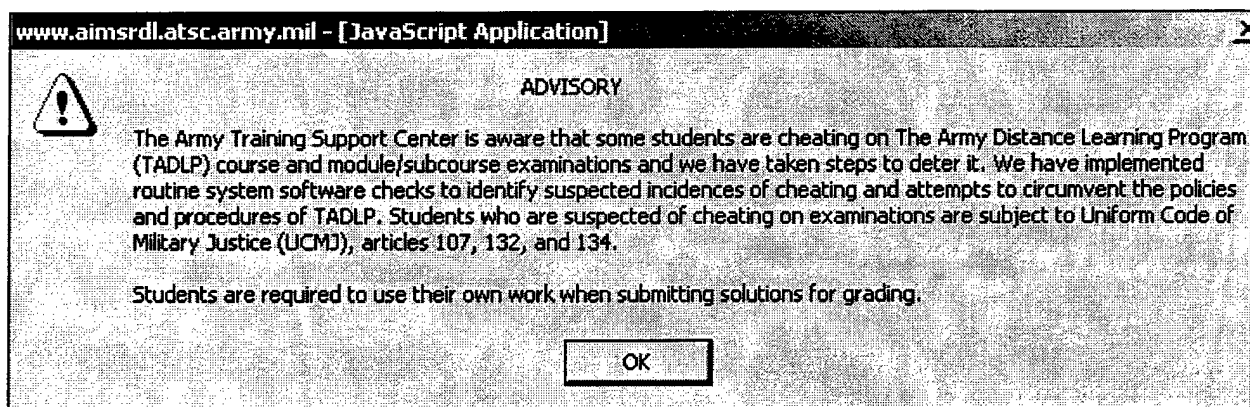 www.aimsrdl.atsc.army.mil - [JavaScript Application]
ADVISORY
The Army Training Support Center is aware that some students are cheating on The Army Distance Learning Program
(TADLP) course and module/subcourse examinations and we have taken steps to deter it. We have implemented
routine system software checks to identify suspected incidences of cheating and attempts to circumvent the policies
and procedures of TADLP. Students who are suspected of cheating on examinations are subject to Uniform Code of
Military Justice (UCMJ), articles 107, 132, and 134.
Students are required to use their own work when submitting solutions for grading.
OK